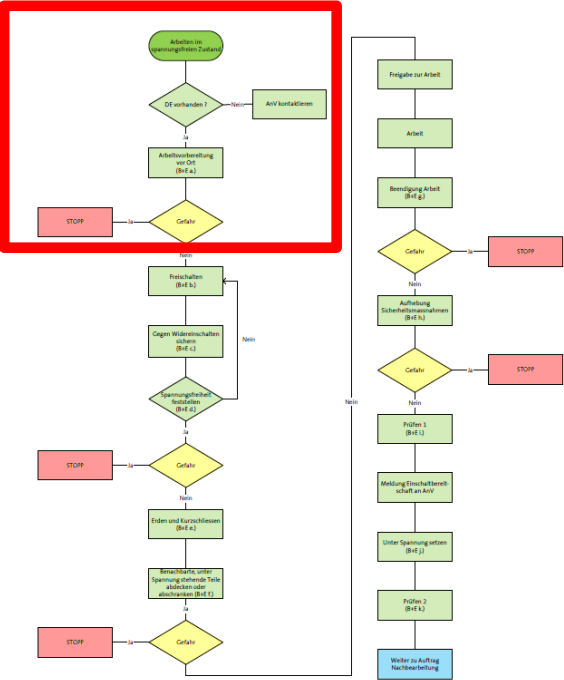 Arbeiten im
spannungsfreien Zustand
DE vorhanden ?
Nein
AnV kontaktieren
Ja
Arbeitsvorbereitung
vor Ort
(B+E a.)
STOPP
Ja
Gefahr
Nein
Freischalten
(B+E b.)
Gegen Widereinschalten
sichern
(B+E c.)
Nein
Spannungsfreiheit
feststellen
(B+E d.)
Ja
STOPP
Ja
Gefahr
Nein
Erden und Kurzschliessen
(B+E e.)
Benachbarte, unter
Spannung stehende Teile
abdecken oder
abschranken (B+E f.)
Ja
STOPP
Ja
Gefahr
Nein
Freigabe zur Arbeit
Arbeit
Beendigung Arbeit
(B+E g.)
Gefahr
Ja
STOPP
Nein
Aufhebung
Sicherheitsmassnahmen
(B+E h.)
Gefahr
Ja
STOPP
Nein
Prüfen 1
(B+E i.)
Meldung Einschaltbereit-
schaft an AnV
Unter Spannung setzen
(B+E j.)
Prüfen 2
(B+E k.)
Weiter zu Auftrag
Nachbearbeitung